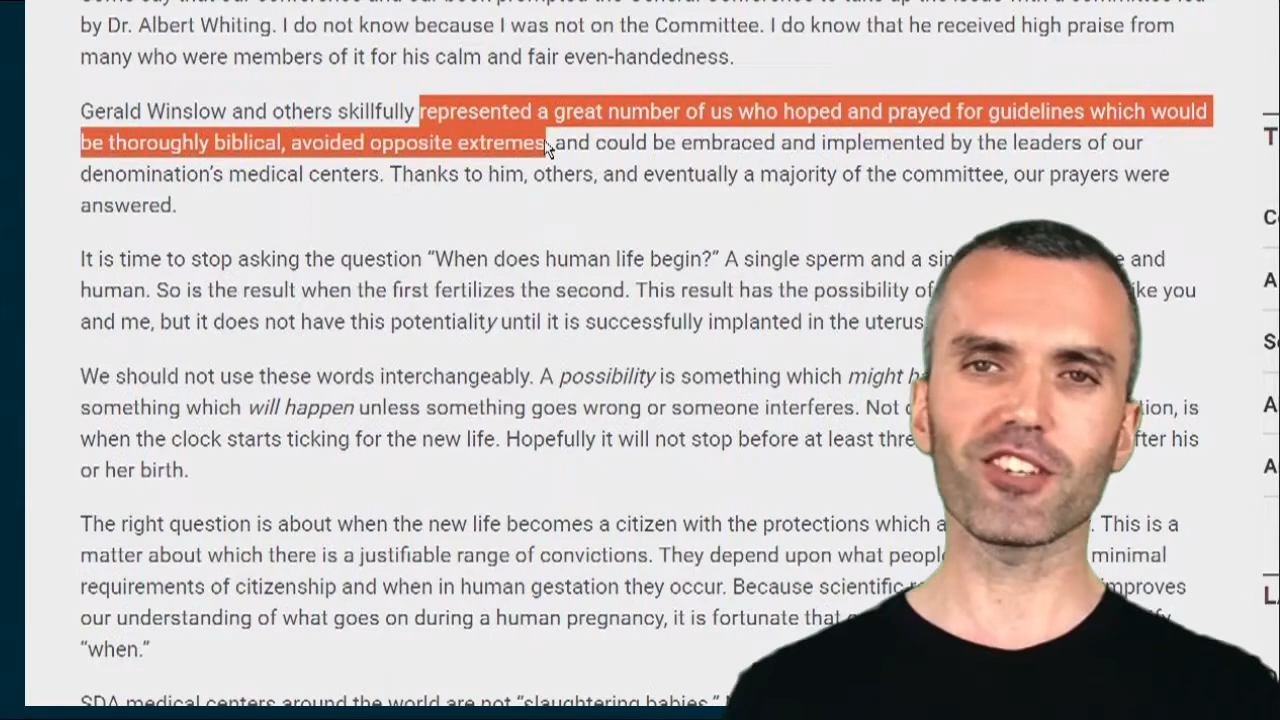 by Dr. Albert Whiting. I do not know because I was not on the Committee. I do know that he received high praise from
many who were members of it for his calm and fair even-handedness.
Gerald Winslow and others skillfully represented a great number of us who hoped and prayed for guidelines which would
be thoroughly biblical, avoided opposite extremes, and could be embraced and implemented by the leaders of our
denomination’s medical centers. Thanks to him, others, and eventually a majority of the committee, our prayers were
answered.
It is time to stop asking the question “When does human life begin?” A single sperm and a and
human. So is the result when the first fertilizes the second. This result has the possibility of you
and me, but it does not have this potentiality until it is successfully implanted in the uterus
We should not use these words interchangeably. A possibility is something which might
something which will happen unless something goes wrong or someone interferes. Not is
when the clock starts ticking for the new life. Hopefully it will not stop before at least his
or her birth.
The right question is about when the new life becomes a citizen with the protections which This is a
matter about which there is a justifiable range of convictions. They depend upon what minimal
requirements of citizenship and when in human gestation they occur. Because scientific improves
our understanding of what goes on during a human pregnancy, it is fortunate that
“when.”
SDA medical centers around the world are not “slaughtering babies.”